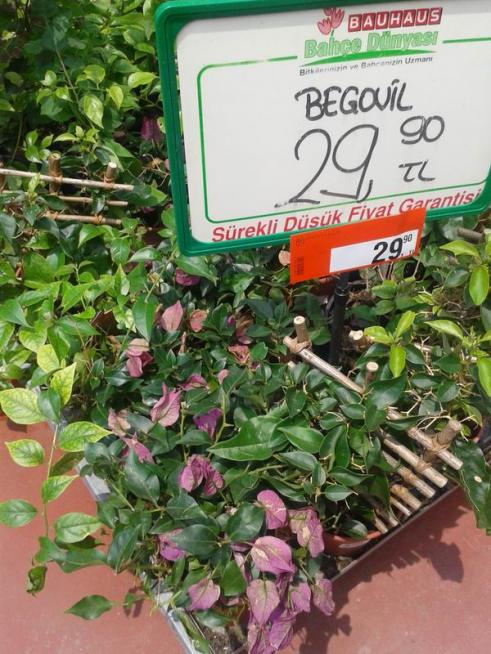 BAUHAUS
Bahçe Dünyası
Bitkilerinizin ve Bahçenizin Uzmanı
BEGOVİL
29,90 TL
Sürekli Düşük Fiyat Garantisi
29,90